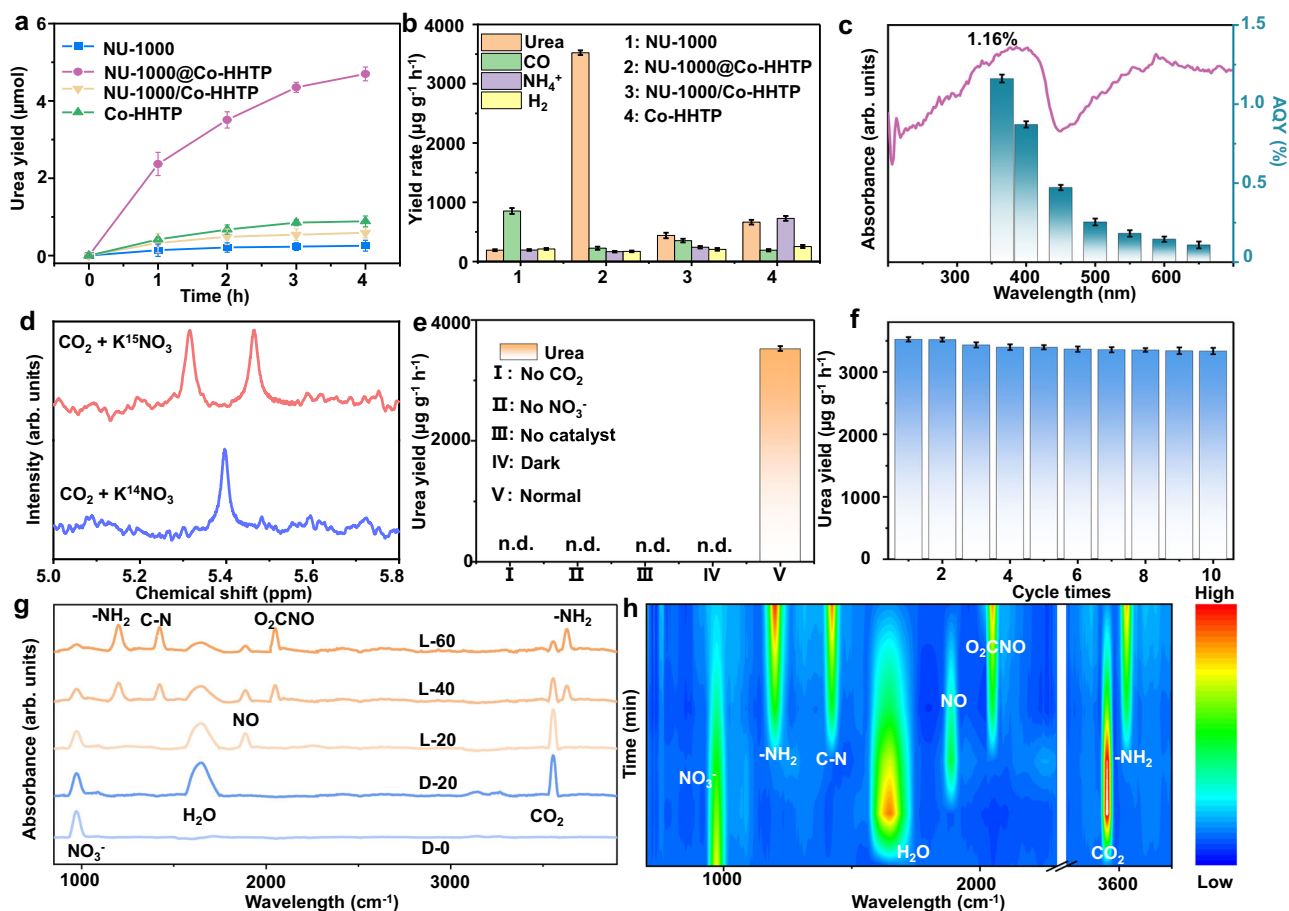 a
Urea yield (μmol)
6
4
2
0
NU-1000
NU-1000@Co-HHTP
NU-1000/Co-HHTP
Co-HHTP
0 1 2 3 4
Time (h)
b
Yield rate (μg g⁻¹ h⁻¹)
4000
3000
2000
1000
0
Urea
CO
NH₄⁺
H₂
1: NU-1000
2: NU-1000@Co-HHTP
3: NU-1000/Co-HHTP
4: Co-HHTP
1 2 3 4
c
Absorbance (arb. units)
1.16%
1.5
1.0
0.5
0.0
AQY (%)
300 400 500 600
Wavelength (nm)
d
Intensity (arb. units)
CO₂ + K¹⁵NO₃
CO₂ + K¹⁴NO₃
5.0 5.2 5.4 5.6 5.8
Chemical shift (ppm)
e
Urea yield (μg g⁻¹ h⁻¹)
4000
2000
0
Urea
I : No CO₂
II : No NO₃⁻
III : No catalyst
IV: Dark
V: Normal
n.d. n.d. n.d. n.d.
I II III IV V
f
Urea yield (μg g⁻¹ h⁻¹)
3000
2000
1000
0
2 4 6 8 10
Cycle times
g
Absorbance (arb. units)
-NH₂ C-N O₂CNO -NH₂
L-60
L-40
NO L-20
D-20
H₂O CO₂
NO₃⁻ D-0
1000 2000 3000
Wavelength (cm⁻¹)
h
Time (min)
O₂CNO
NO
-NH₂ C-N -NH₂
NO₃⁻
H₂O CO₂
1000 2000 3600
Wavelength (cm⁻¹)
High
Low